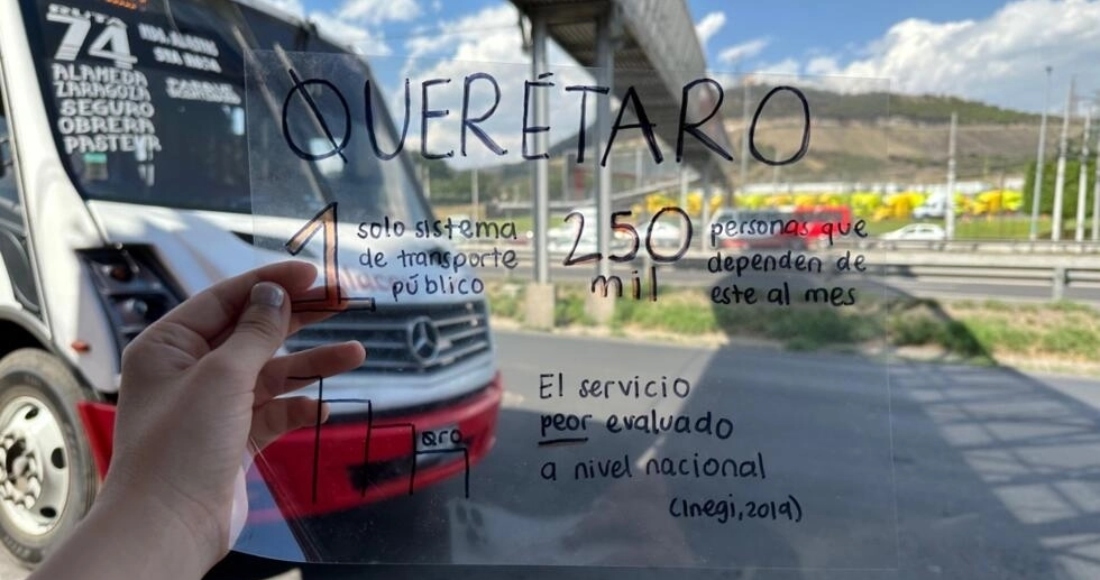 RUTA
74
ALAMEDA
ZARAGOZA
SEGURO
OBRERA
PASTEUR
QUERÉTARO
1 solo sistema
de transporte
público
250
mil
personas que
dependen de
este al mes
QRO
El servicio
peor evaluado
a nivel nacional
(Inegi, 2019)